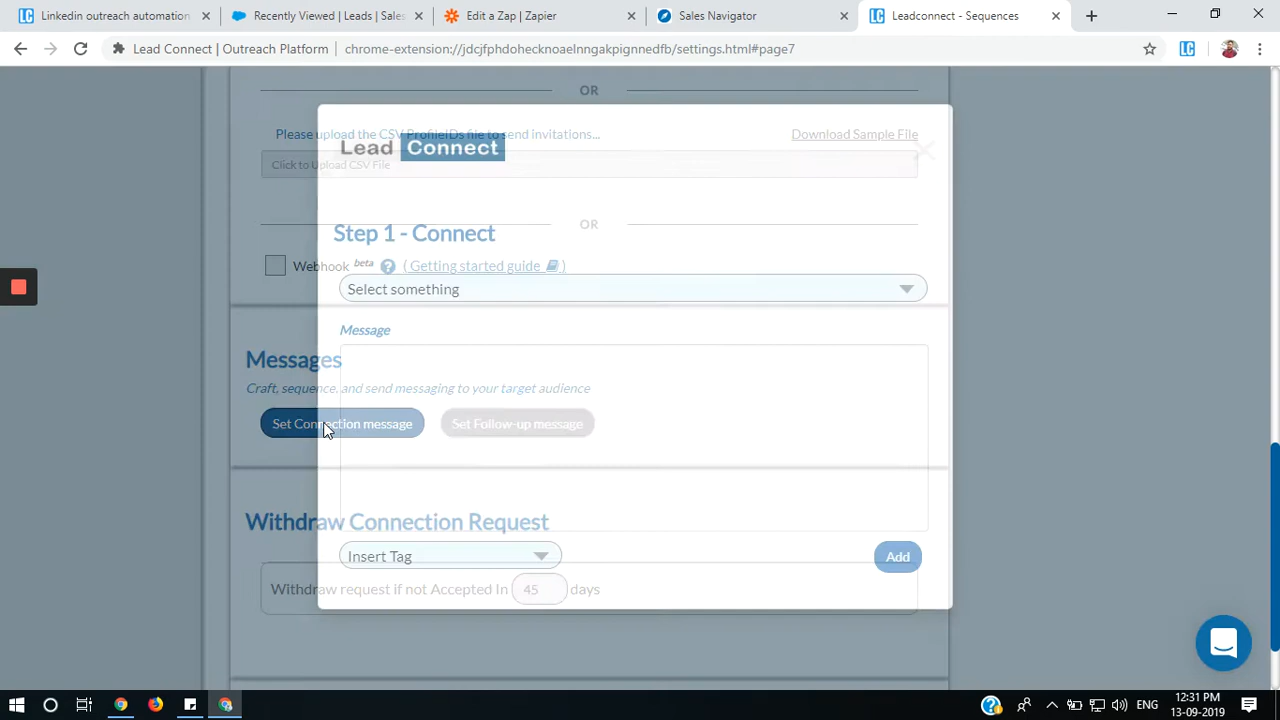 Linkedin outreach automation
Recently Viewed | Leads | Sales
Edit a Zap | Zapier
Sales Navigator
Leadconnect - Sequences
Lead Connect | Outreach Platform
chrome-extension://jdcjfphdohecknoaelnngakpignnedfb/settings.html#page7
OR
Please upload the CSV ProfileIDs file to send invitations...
Download Sample File
Lead Connect
Click to Upload CSV File
OR
Step 1 - Connect
Webhook beta ? ( Getting started guide )
Select something
Message
Messages
Craft, sequence, and send messaging to your target audience
Set Connection message
Set Follow-up message
Withdraw Connection Request
Insert Tag
Add
Withdraw request if not Accepted In 45 days
ENG
12:31 PM
13-09-2019